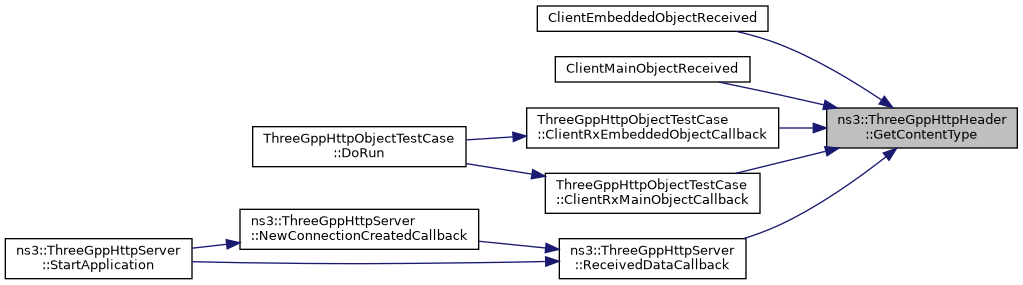 ClientEmbeddedObjectReceived
ClientMainObjectReceived
ns3::ThreeGppHttpHeader
::GetContentType
ThreeGppHttpObjectTestCase
::ClientRxEmbeddedObjectCallback
ThreeGppHttpObjectTestCase
::DoRun
ThreeGppHttpObjectTestCase
::ClientRxMainObjectCallback
ns3::ThreeGppHttpServer
::NewConnectionCreatedCallback
ns3::ThreeGppHttpServer
::StartApplication
ns3::ThreeGppHttpServer
::ReceivedDataCallback